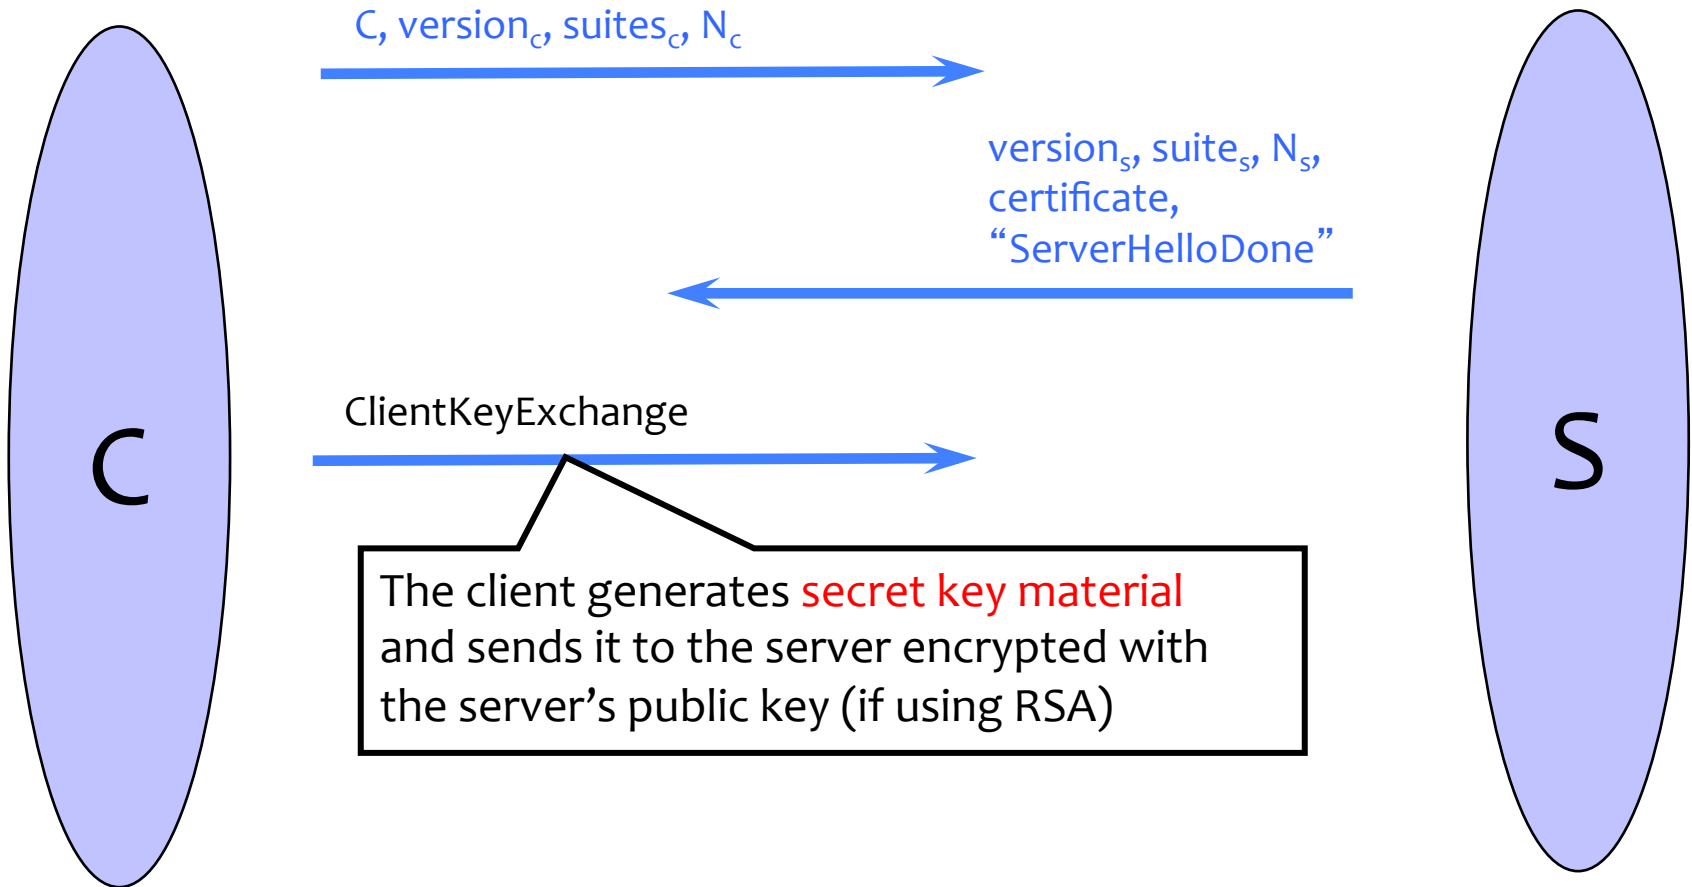 C, version_c, suites_c, N_c
version_s, suite_s, N_s,
certificate,
“ServerHelloDone”
ClientKeyExchange
C
S
The client generates secret key material
and sends it to the server encrypted with
the server’s public key (if using RSA)